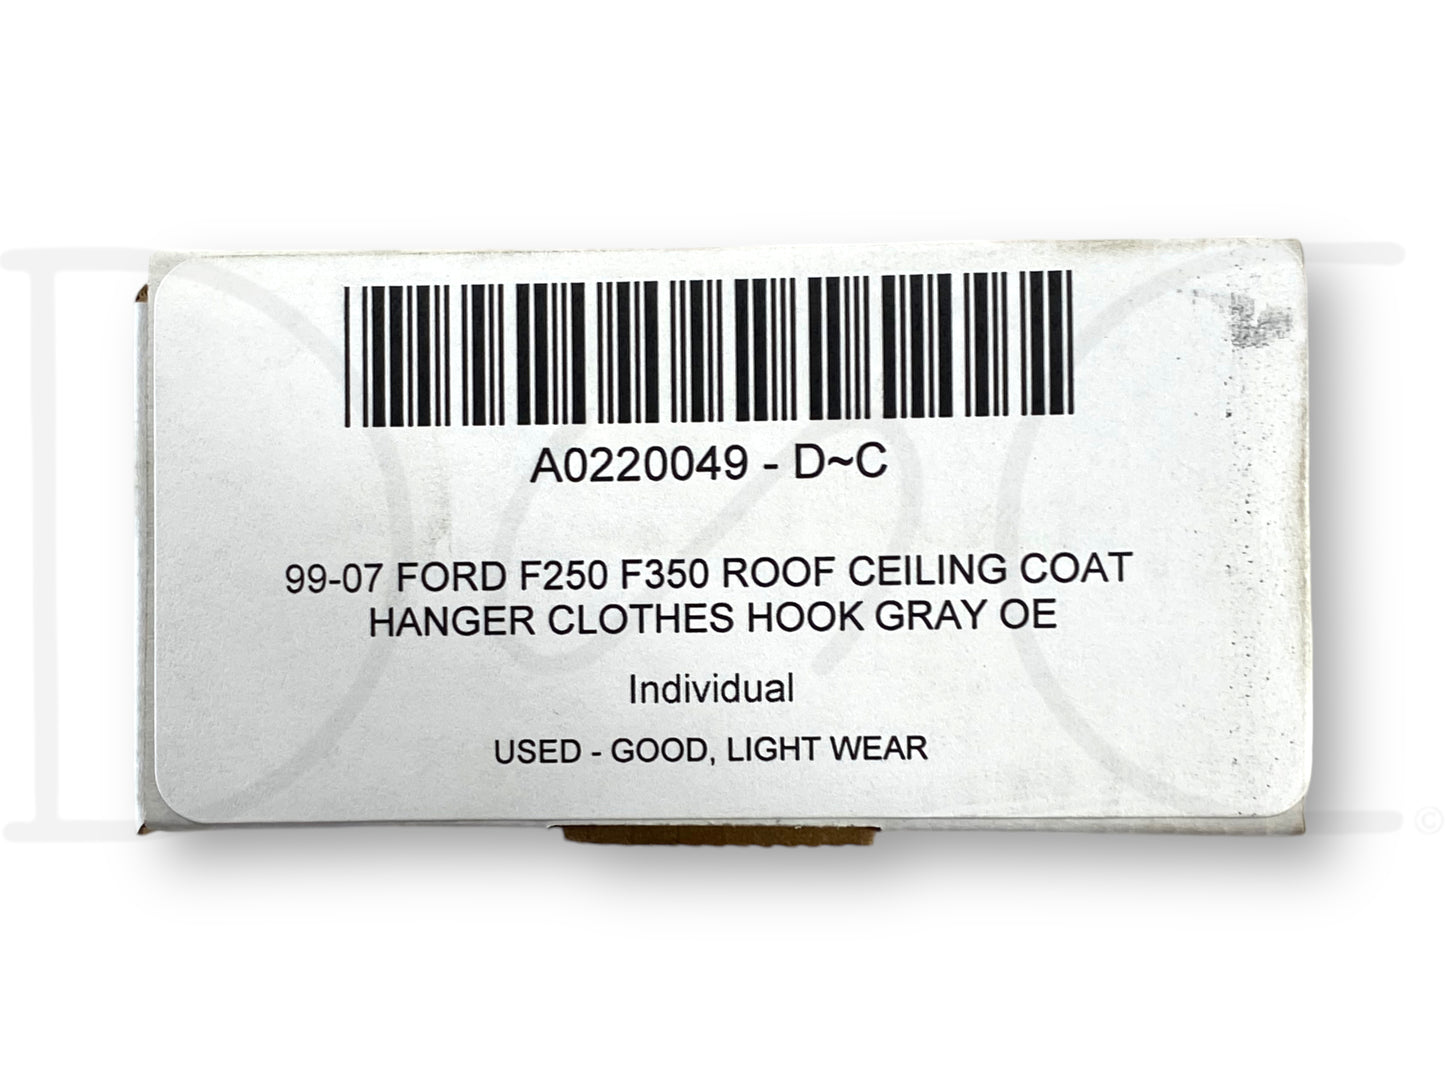 A0220049 - D~C
99-07 FORD F250 F350 ROOF CEILING COAT
HANGER CLOTHES HOOK GRAY OE
Individual
USED - GOOD, LIGHT WEAR
©